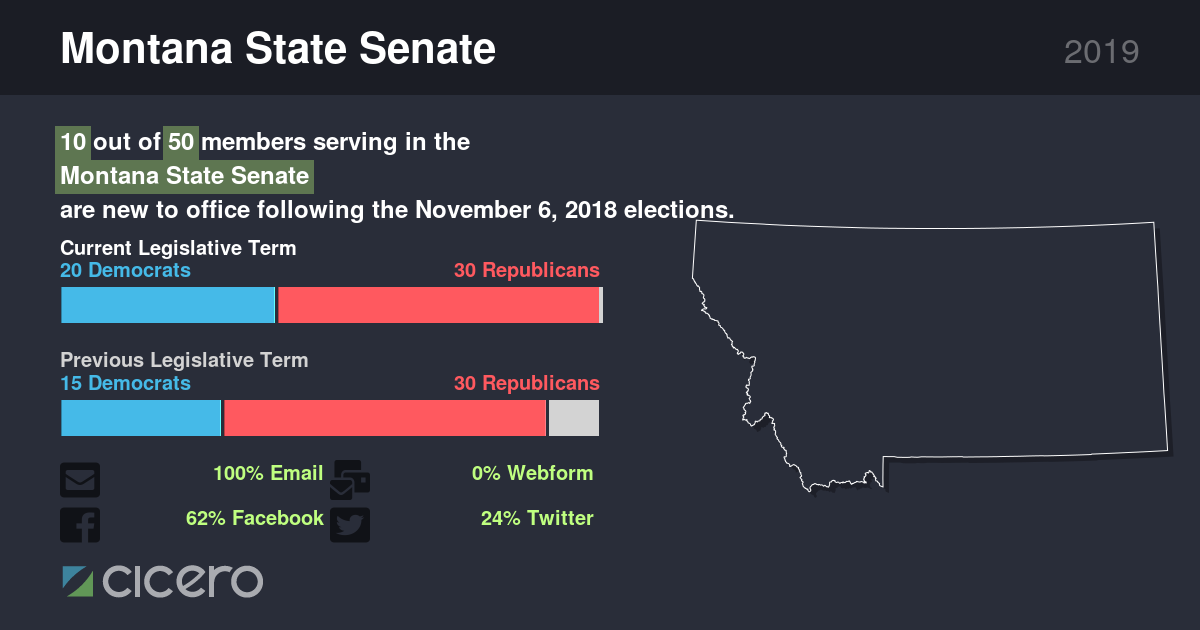 Montana State Senate
2019
10 out of 50 members serving in the
Montana State Senate
are new to office following the November 6, 2018 elections.
Current Legislative Term
20 Democrats 30 Republicans
Previous Legislative Term
15 Democrats 30 Republicans
100% Email 0% Webform
62% Facebook 24% Twitter
cicero